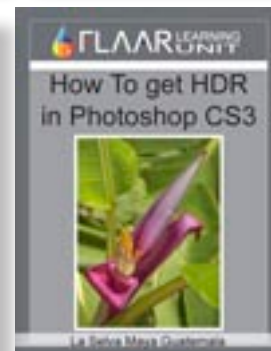 FLAAR LEARNING
UNIT
How To get HDR
in Photoshop CS3
La Selva Maya Guatemala